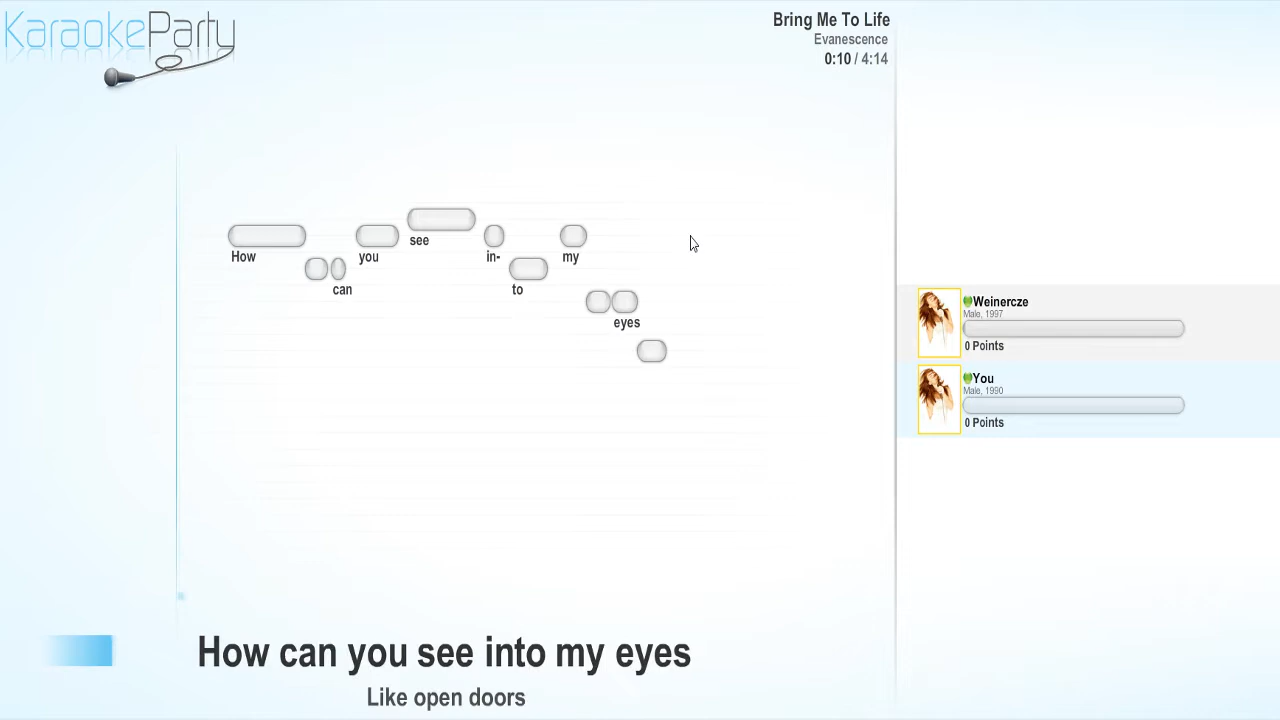 KaraokeParty
Bring Me To Life
Evanescence
0:10 / 4:14
see
How you in- my
can to
eyes
Weinercze
Male, 1997
0 Points
You
Male, 1990
0 Points
How can you see into my eyes
Like open doors